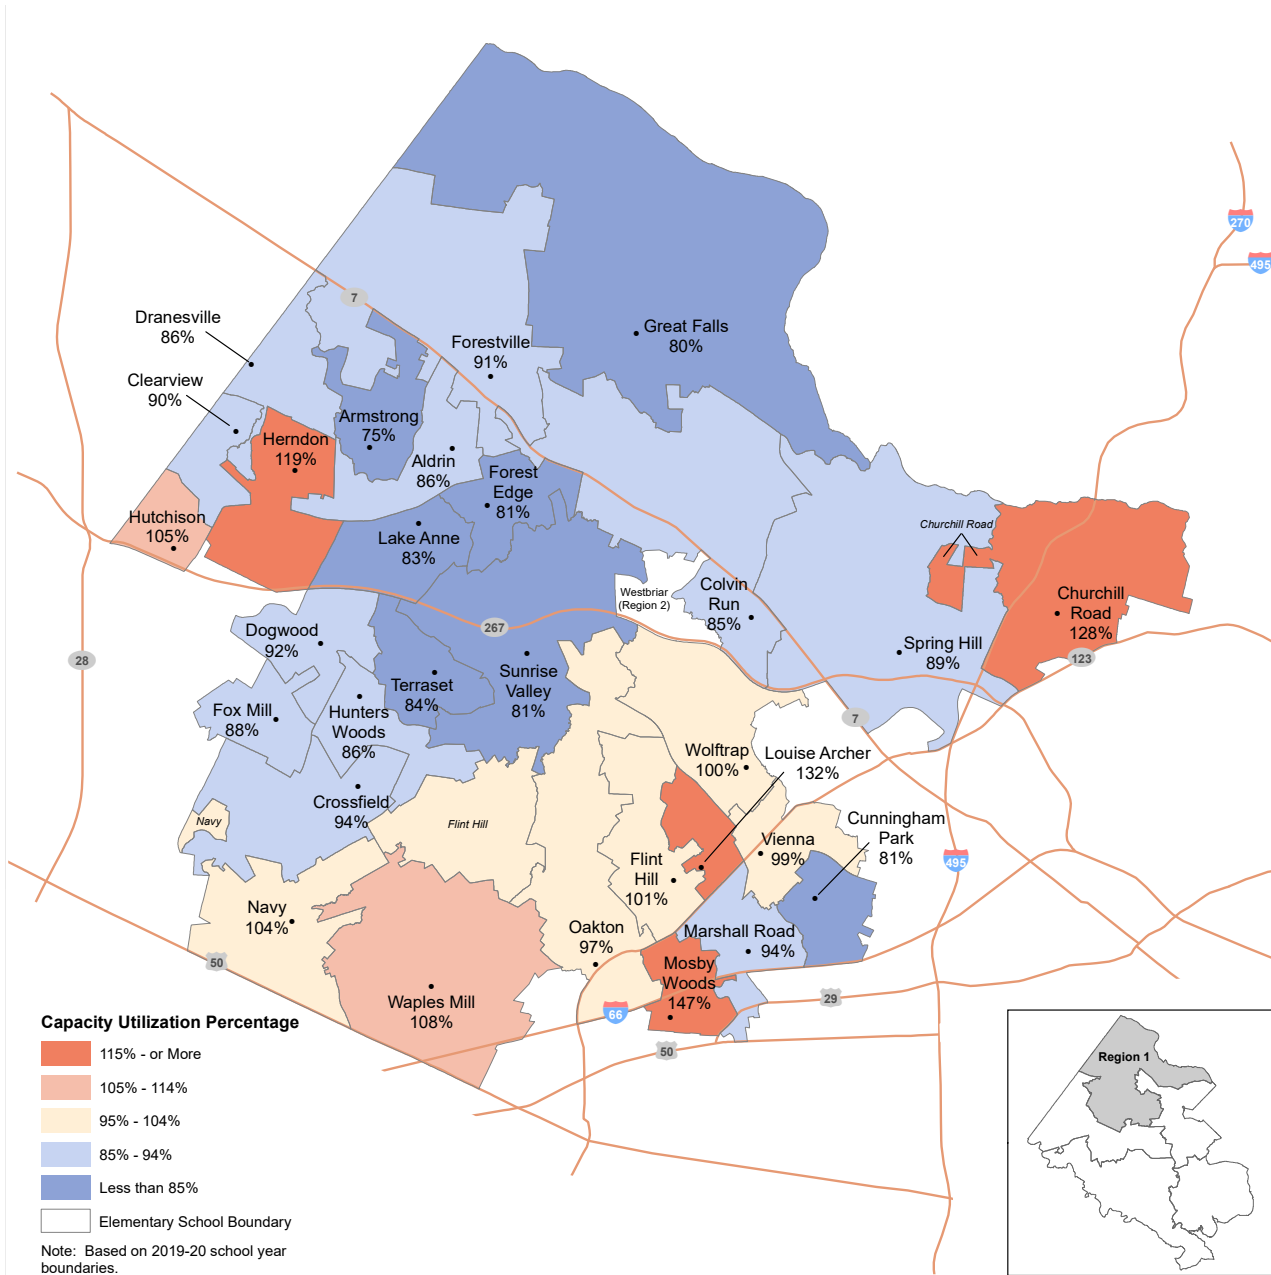 270
495
7
Great Falls
80%
Dranesville
86%
Forestville
91%
Clearview
90%
Armstrong
75%
Herndon
119%
Aldrin
86%
Forest
Edge
81%
Hutchison
105%
Lake Anne
83%
Churchill Road
Westbriar
(Region 2)
Colvin
Run
85%
Churchill
Road
128%
267
Dogwood
92%
Spring Hill
89%
123
28
Terraset
84%
Sunrise
Valley
81%
Fox Mill
88%
Hunters
Woods
86%
7
Wolftrap
100%
Louise Archer
132%
Crossfield
94%
Navy
Flint Hill
Cunningham
Park
81%
Vienna
99%
495
Flint
Hill
101%
Navy
104%
Oakton
97%
Marshall Road
94%
50
Mosby
Woods
147%
Waples Mill
108%
66
29
50
Capacity Utilization Percentage
115% - or More
105% - 114%
95% - 104%
85% - 94%
Less than 85%
Elementary School Boundary
Note:  Based on 2019-20 school year
boundaries.
Region 1